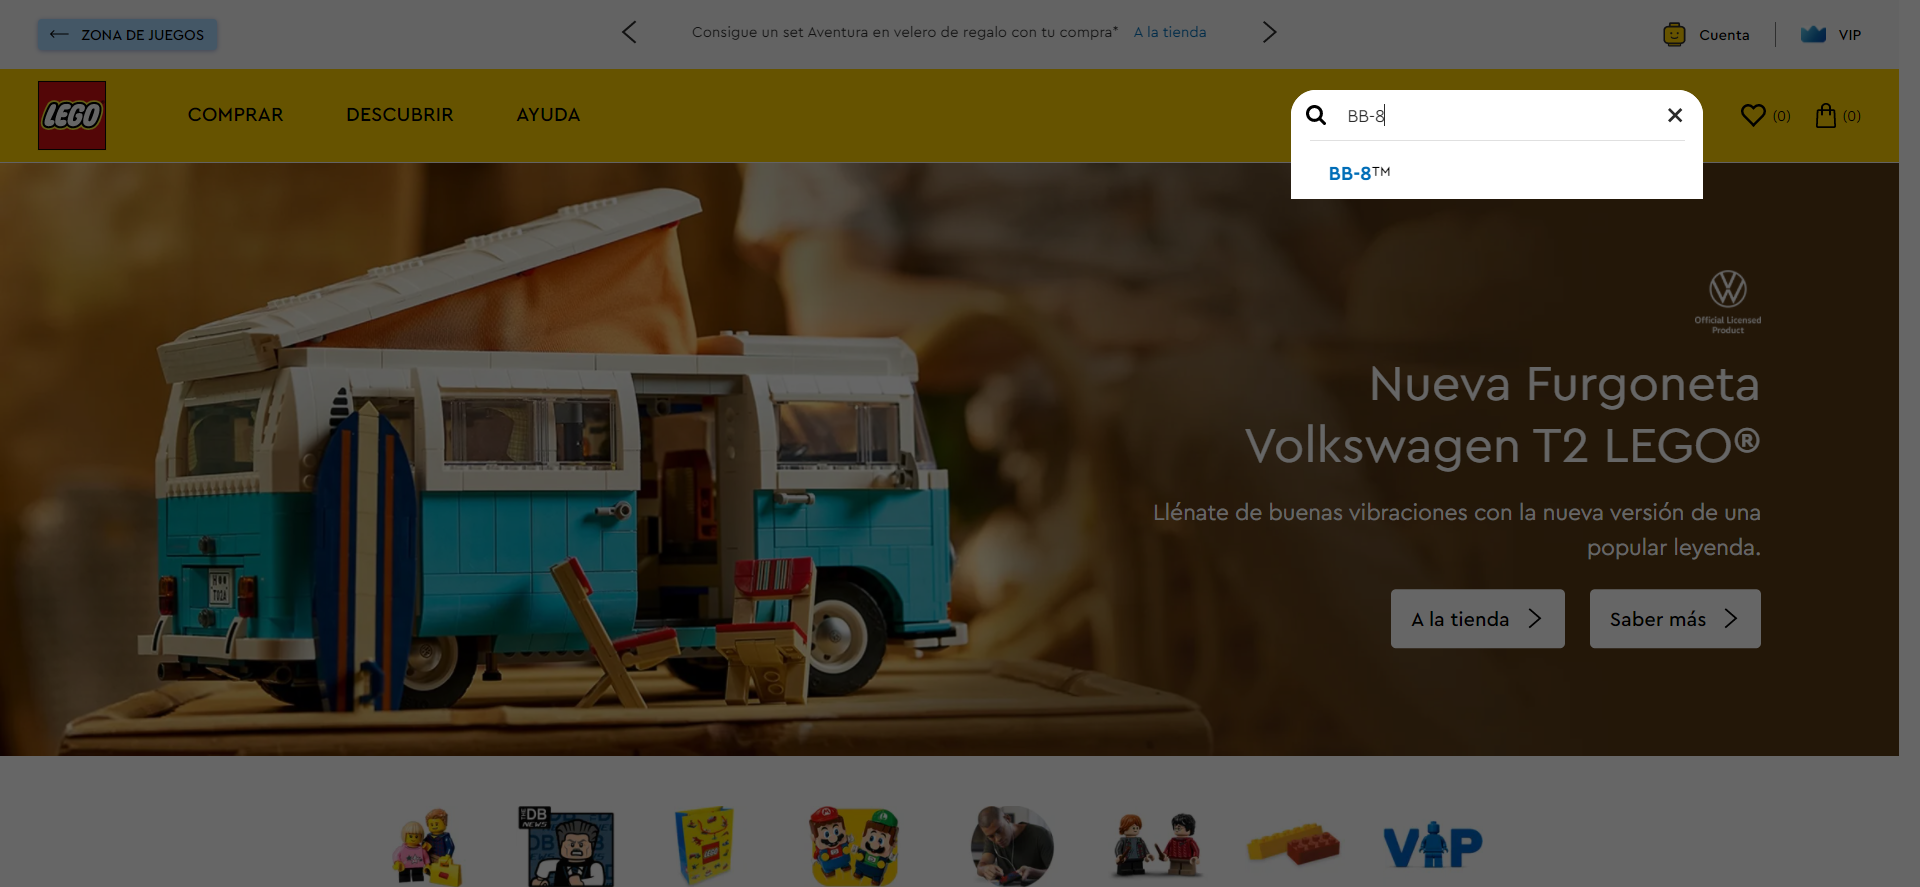 ZONA DE JUEGOS
Consigue un set Aventura en velero de regalo con tu compra* A la tienda
Cuenta
VIP
LEGO
COMPRAR
DESCUBRIR
AYUDA
BB-8
(0)
(0)
BB-8™
Official Licensed
Product
Nueva Furgoneta
Volkswagen T2 LEGO®
Llénate de buenas vibraciones con la nueva versión de una
popular leyenda.
A la tienda
Saber más
THE DB
NEWS
VIP